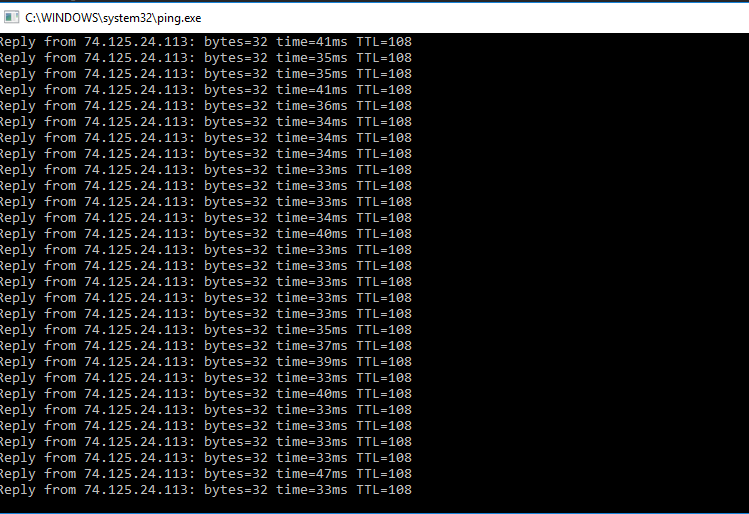 C:\WINDOWS\system32\ping.exe
Reply from 74.125.24.113: bytes=32 time=41ms TTL=108
Reply from 74.125.24.113: bytes=32 time=35ms TTL=108
Reply from 74.125.24.113: bytes=32 time=35ms TTL=108
Reply from 74.125.24.113: bytes=32 time=41ms TTL=108
Reply from 74.125.24.113: bytes=32 time=36ms TTL=108
Reply from 74.125.24.113: bytes=32 time=34ms TTL=108
Reply from 74.125.24.113: bytes=32 time=34ms TTL=108
Reply from 74.125.24.113: bytes=32 time=34ms TTL=108
Reply from 74.125.24.113: bytes=32 time=33ms TTL=108
Reply from 74.125.24.113: bytes=32 time=33ms TTL=108
Reply from 74.125.24.113: bytes=32 time=33ms TTL=108
Reply from 74.125.24.113: bytes=32 time=34ms TTL=108
Reply from 74.125.24.113: bytes=32 time=40ms TTL=108
Reply from 74.125.24.113: bytes=32 time=33ms TTL=108
Reply from 74.125.24.113: bytes=32 time=33ms TTL=108
Reply from 74.125.24.113: bytes=32 time=33ms TTL=108
Reply from 74.125.24.113: bytes=32 time=33ms TTL=108
Reply from 74.125.24.113: bytes=32 time=33ms TTL=108
Reply from 74.125.24.113: bytes=32 time=35ms TTL=108
Reply from 74.125.24.113: bytes=32 time=37ms TTL=108
Reply from 74.125.24.113: bytes=32 time=39ms TTL=108
Reply from 74.125.24.113: bytes=32 time=33ms TTL=108
Reply from 74.125.24.113: bytes=32 time=40ms TTL=108
Reply from 74.125.24.113: bytes=32 time=33ms TTL=108
Reply from 74.125.24.113: bytes=32 time=33ms TTL=108
Reply from 74.125.24.113: bytes=32 time=33ms TTL=108
Reply from 74.125.24.113: bytes=32 time=33ms TTL=108
Reply from 74.125.24.113: bytes=32 time=47ms TTL=108
Reply from 74.125.24.113: bytes=32 time=33ms TTL=108